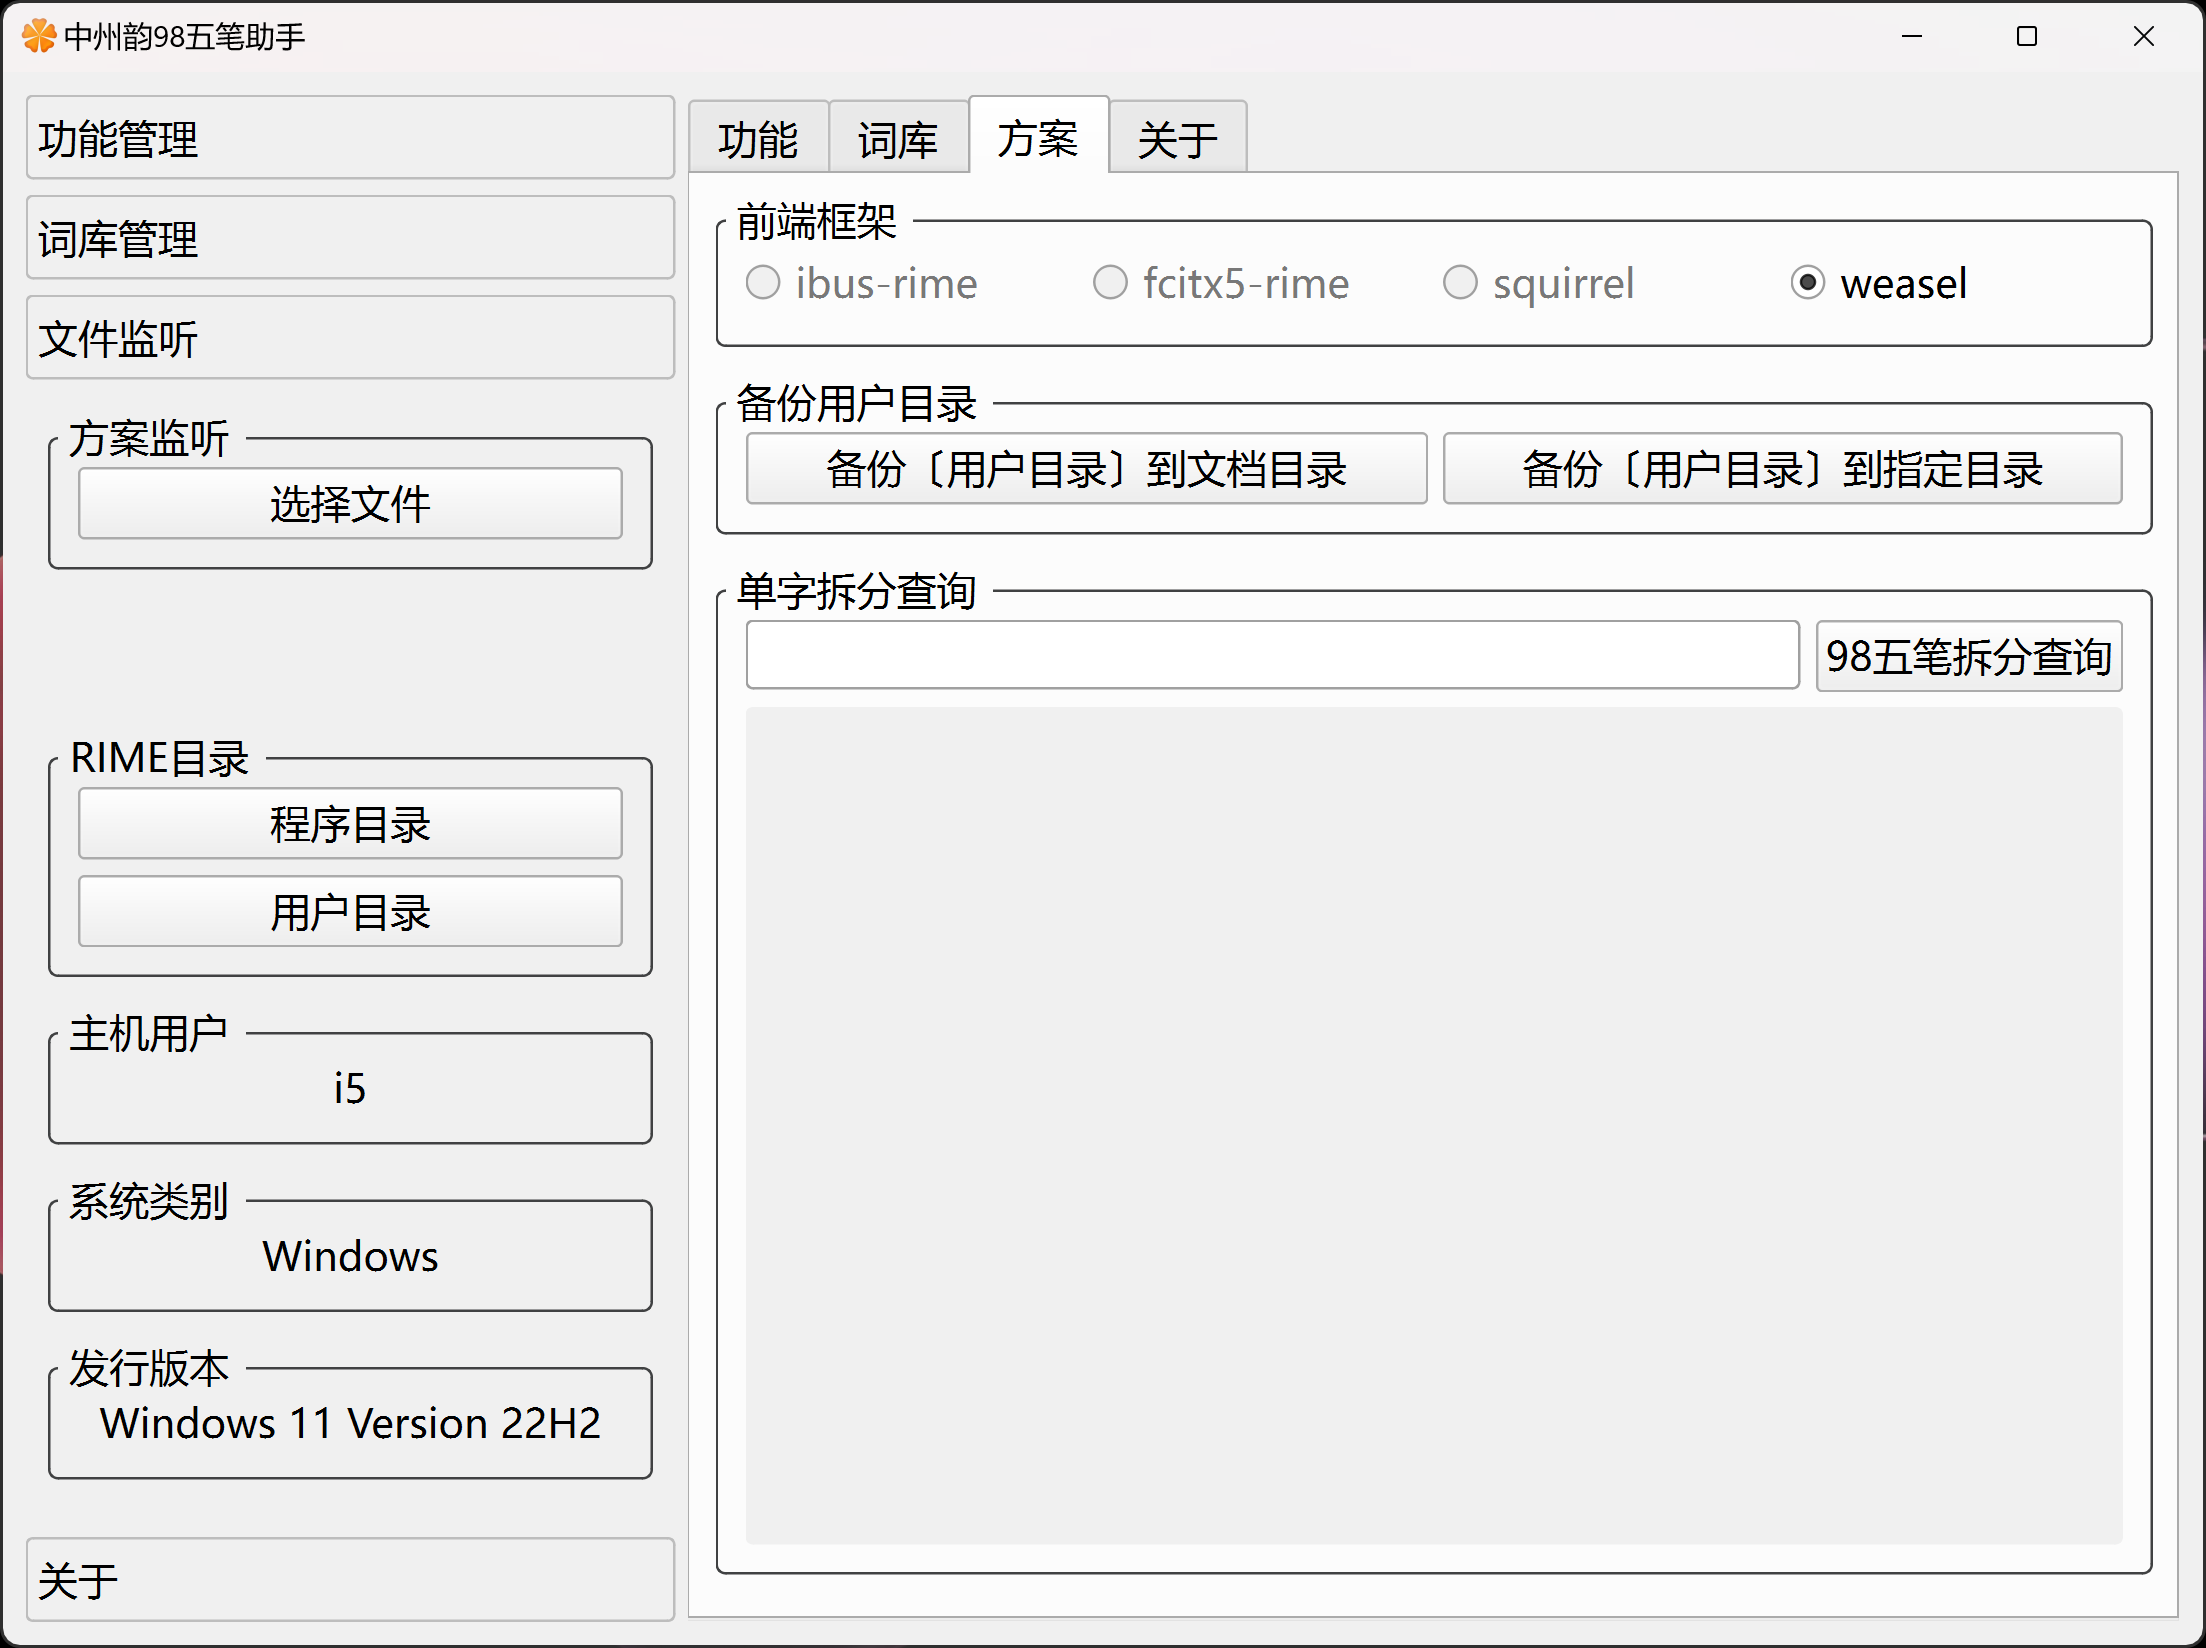 中州韵98五笔助手
功能管理
词库管理
文件监听
方案监听
选择文件
RIME目录
程序目录
用户目录
主机用户
i5
系统类别
Windows
发行版本
Windows 11 Version 22H2
关于
功能 词库 方案 关于
前端框架
ibus-rime fcitx5-rime squirrel weasel
备份用户目录
备份〔用户目录〕到文档目录 备份〔用户目录〕到指定目录
单字拆分查询
98五笔拆分查询